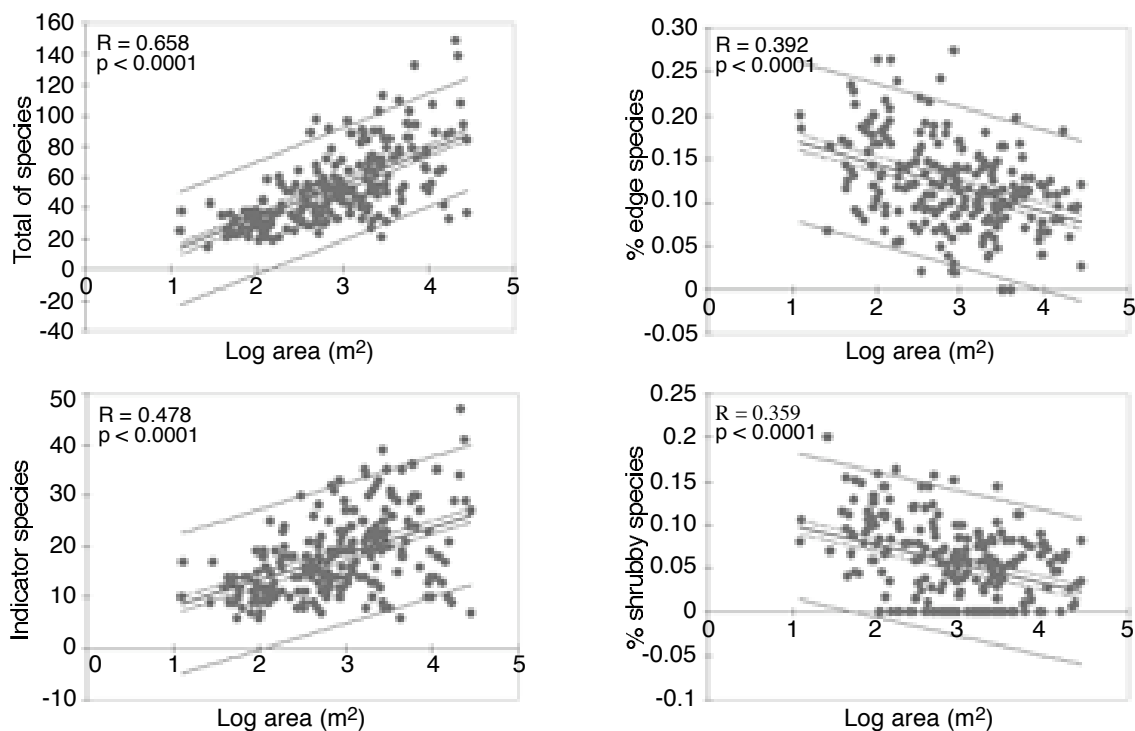 Total of species
R = 0.658
p < 0.0001
160
140
120
100
80
60
40
20
0
-20
-40
0 1 2 3 4 5
Log area (m²)
% edge species
R = 0.392
p < 0.0001
0.30
0.25
0.20
0.15
0.10
0.05
0
-0.05
0 1 2 3 4 5
Log area (m²)
Indicator species
R = 0.478
p < 0.0001
50
40
30
20
10
0
-10
0 1 2 3 4 5
Log area (m²)
% shrubby species
R = 0.359
p < 0.0001
0.25
0.2
0.15
0.10
0.05
0
-0.05
-0.1
0 1 2 3 4 5
Log area (m²)